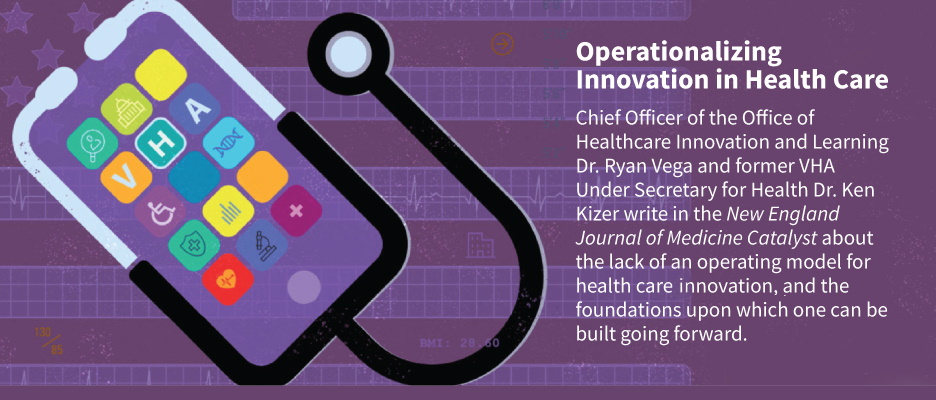 Operationalizing
Innovation in Health Care
Chief Officer of the Office of
Healthcare Innovation and Learning
Dr. Ryan Vega and former VHA
Under Secretary for Health Dr. Ken
Kizer write in the New England
Journal of Medicine Catalyst about
the lack of an operating model for
health care innovation, and the
foundations upon which one can be
built going forward.
V H A
130/85
BMI: 28.60